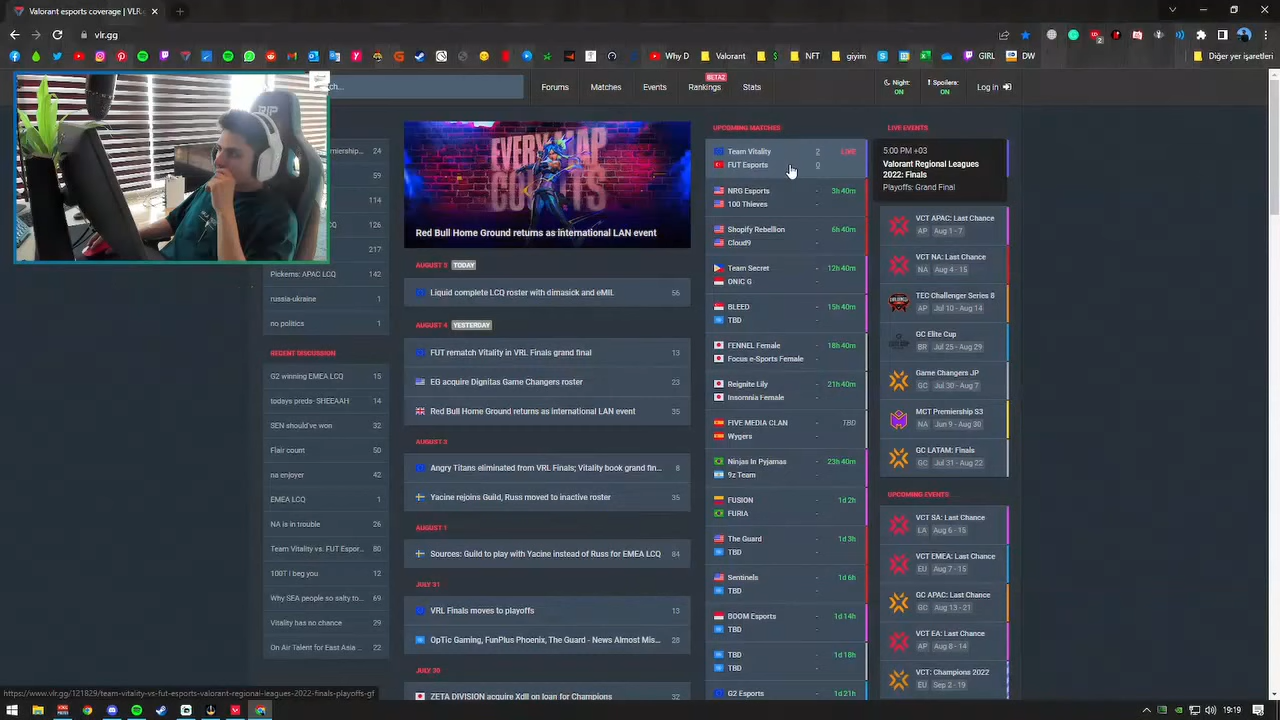 Valorant esports coverage | VLR.
vlr.gg
Why D
Valorant
NFT
giyim
GIRL
DW
Diğer yer işaretleri
Forums
Matches
Events
Rankings
BETA2
Stats
Night: ON
Spoilers: ON
Log in
RIP
24
59
114
126
217
Pickems: APAC LCQ 142
russia-ukraine 1
no politics 1
RECENT DISCUSSION
G2 winning EMEA LCQ 15
todays preds- SHEEAAH 14
SEN should've won 32
Flair count 50
na enjoyer 42
EMEA LCQ 1
NA is in trouble 26
Team Vitality vs. FUT Espor... 80
100T I beg you 12
Why SEA people so salty to... 69
Vitality has no chance 29
On Air Talent for East Asia ... 22
Red Bull Home Ground returns as international LAN event
TODAY
Liquid complete LCQ roster with dimasick and eMIL 56
AUGUST 4 YESTERDAY
FUT rematch Vitality in VRL Finals grand final 13
EG acquire Dignitas Game Changers roster 23
Red Bull Home Ground returns as international LAN event 35
Angry Titans eliminated from VRL Finals; Vitality book grand fin... 8
Yacine rejoins Guild, Russ moved to inactive roster 35
AUGUST 1
Sources: Guild to play with Yacine instead of Russ for EMEA LCQ 84
JULY 31
VRL Finals moves to playoffs 13
OpTic Gaming, FunPlus Phoenix, The Guard - News Almost Mis... 28
JULY 30
ZETA DIVISION acquire Xdll on loan for Champions
UPCOMING MATCHES
Team Vitality 2 LIVE
FUT Esports
NRG Esports - 3h 40m
100 Thieves -
Shopify Rebellion - 6h 40m
Cloud9 -
Team Secret - 12h 40m
ONIC G -
BLEED - 15h 40m
TBD -
FENNEL Female - 18h 40m
Focus e-Sports Female -
Reignite Lily - 21h 40m
Insomnia Female -
FIVE MEDIA CLAN - TBD
Wygers -
Ninjas In Pyjamas - 23h 40m
9z Team -
FUSION - 1d 2h
FURIA -
The Guard - 1d 3h
TBD -
Sentinels - 1d 6h
TBD -
BOOM Esports - 1d 14h
TBD -
TBD - 1d 18h
TBD -
G2 Esports - 1d 21h
LIVE EVENTS
5:00 PM +03
Valorant Regional Leagues
2022: Finals
Playoffs: Grand Final
VCT APAC: Last Chance
AP Aug 1 - 7
VCT NA: Last Chance
NA Aug 4 - 15
TEC Challenger Series 8
AP Jul 10 - Aug 14
GC Elite Cup
BR Jul 25 - Aug 29
Game Changers JP
GC Jul 30 - Aug 7
MCT Premiership S3
NA Jun 9 - Aug 30
GC LATAM: Finals
GC Jul 31 - Aug 22
UPCOMING EVENTS
VCT SA: Last Chance
LA Aug 6 - 15
VCT EMEA: Last Chance
EU Aug 7 - 15
GC APAC: Last Chance
GC Aug 13 - 21
VCT EA: Last Chance
AP Aug 8 - 14
VCT: Champions 2022
EU Sep 2 - 19
https://www.vlr.gg/121829/team-vitality-vs-fut-esports-valorant-regional-leagues-2022-finals-playoffs-gf
19:19